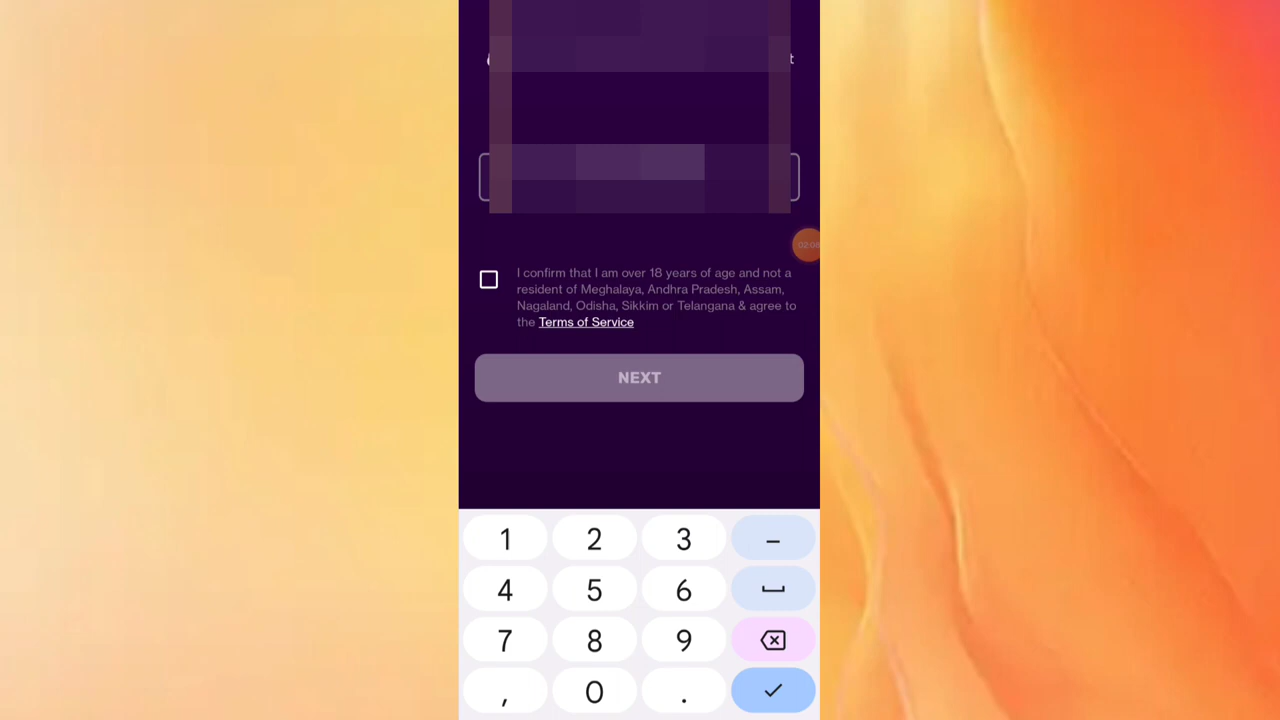 02:08
I confirm that I am over 18 years of age and not a
resident of Meghalaya, Andhra Pradesh, Assam,
Nagaland, Odisha, Sikkim or Telangana & agree to
the Terms of Service
NEXT
1 2 3 –
4 5 6
7 8 9
, 0 .